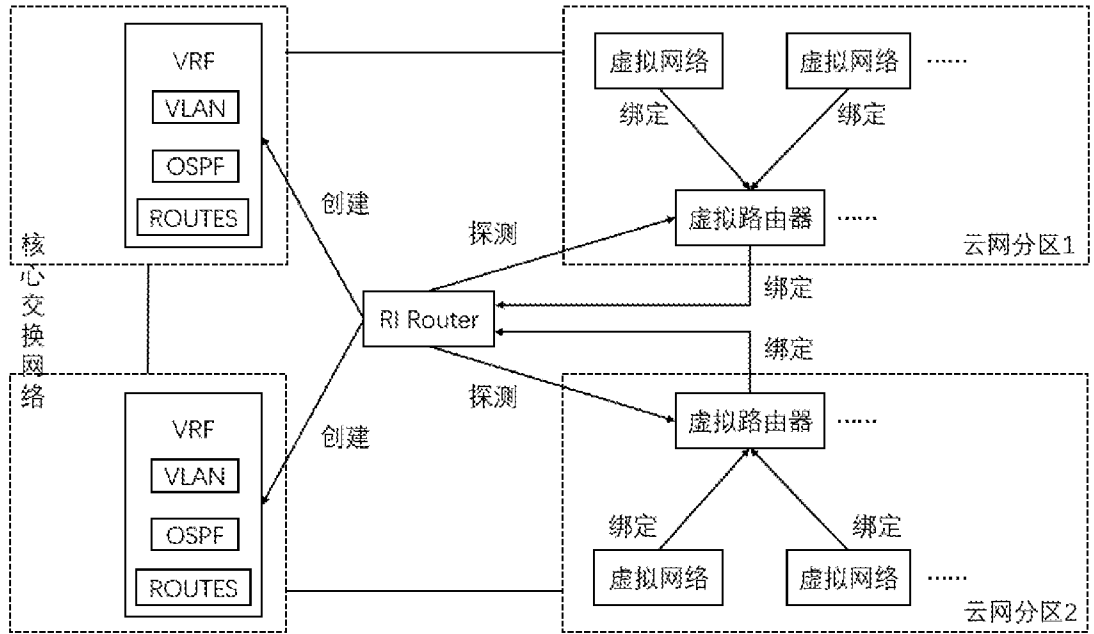 VRF
VLAN
OSPF
ROUTES
虚拟网络
虚拟网络
……
绑定
绑定
虚拟路由器
……
云网分区1
创建
探测
绑定
核心交换网络
RI Router
绑定
探测
创建
VRF
VLAN
OSPF
ROUTES
虚拟路由器
……
绑定
绑定
虚拟网络
虚拟网络
……
云网分区2